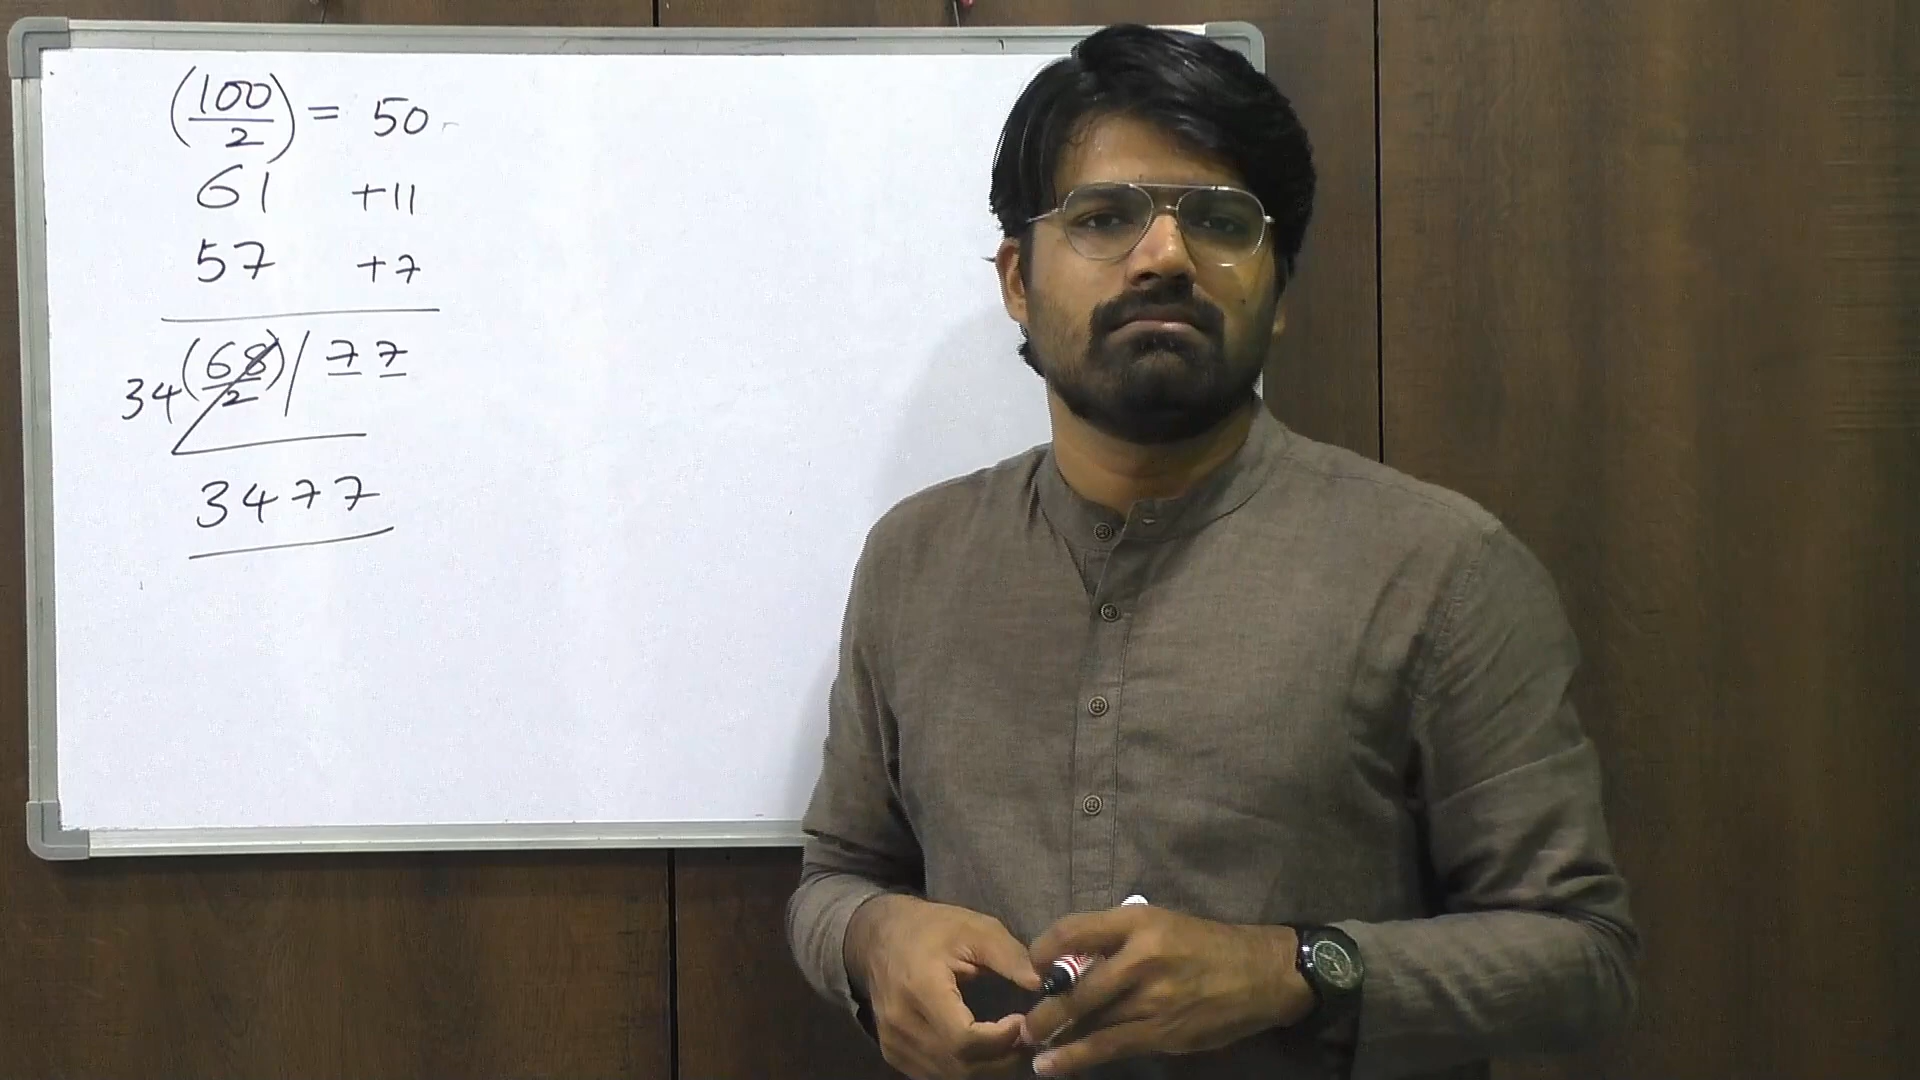 (100/2) = 50
61 +11
57 +7
34 (68/2) / 77
3477